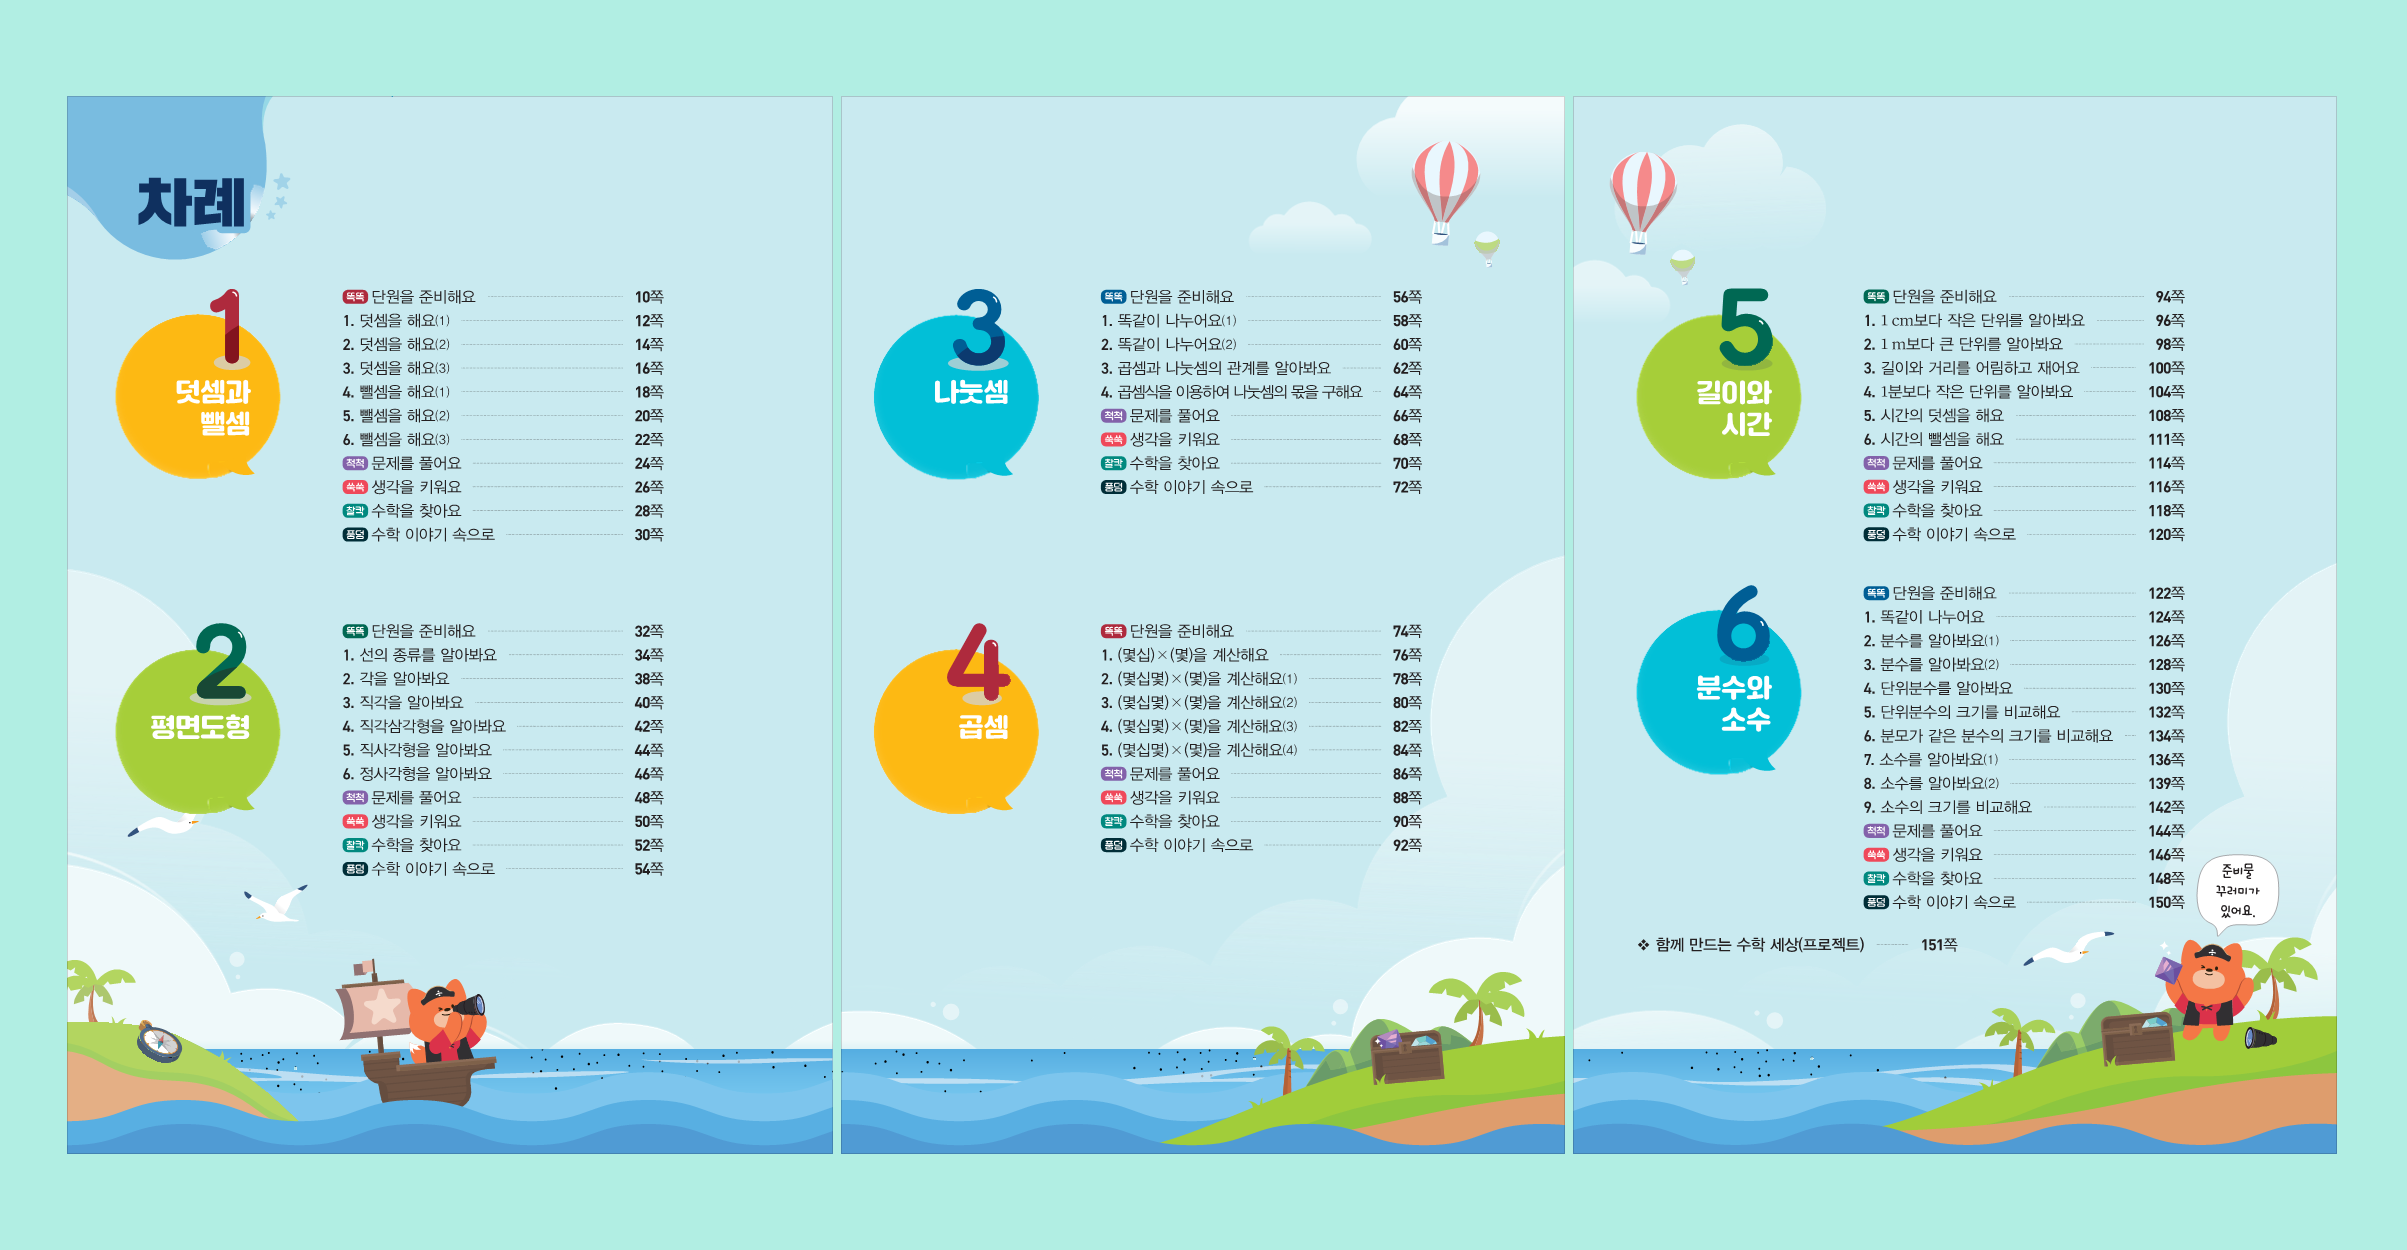 차례
1
덧셈과
뺄셈
똑똑 단원을 준비해요 10쪽
1. 덧셈을 해요(1) 12쪽
2. 덧셈을 해요(2) 14쪽
3. 덧셈을 해요(3) 16쪽
4. 뺄셈을 해요(1) 18쪽
5. 뺄셈을 해요(2) 20쪽
6. 뺄셈을 해요(3) 22쪽
척척 문제를 풀어요 24쪽
쑥쑥 생각을 키워요 26쪽
찰칵 수학을 찾아요 28쪽
퐁덩 수학 이야기 속으로 30쪽
2
평면도형
똑똑 단원을 준비해요 32쪽
1. 선의 종류를 알아봐요 34쪽
2. 각을 알아봐요 38쪽
3. 직각을 알아봐요 40쪽
4. 직각삼각형을 알아봐요 42쪽
5. 직사각형을 알아봐요 44쪽
6. 정사각형을 알아봐요 46쪽
척척 문제를 풀어요 48쪽
쑥쑥 생각을 키워요 50쪽
찰칵 수학을 찾아요 52쪽
퐁덩 수학 이야기 속으로 54쪽
3
나눗셈
똑똑 단원을 준비해요 56쪽
1. 똑같이 나누어요(1) 58쪽
2. 똑같이 나누어요(2) 60쪽
3. 곱셈과 나눗셈의 관계를 알아봐요 62쪽
4. 곱셈식을 이용하여 나눗셈의 몫을 구해요 64쪽
척척 문제를 풀어요 66쪽
쑥쑥 생각을 키워요 68쪽
찰칵 수학을 찾아요 70쪽
퐁덩 수학 이야기 속으로 72쪽
4
곱셈
똑똑 단원을 준비해요 74쪽
1. (몇십)×(몇)을 계산해요 76쪽
2. (몇십몇)×(몇)을 계산해요(1) 78쪽
3. (몇십몇)×(몇)을 계산해요(2) 80쪽
4. (몇십몇)×(몇)을 계산해요(3) 82쪽
5. (몇십몇)×(몇)을 계산해요(4) 84쪽
척척 문제를 풀어요 86쪽
쑥쑥 생각을 키워요 88쪽
찰칵 수학을 찾아요 90쪽
퐁덩 수학 이야기 속으로 92쪽
5
길이와
시간
똑똑 단원을 준비해요 94쪽
1. 1 cm보다 작은 단위를 알아봐요 96쪽
2. 1 m보다 큰 단위를 알아봐요 98쪽
3. 길이와 거리를 어림하고 재어요 100쪽
4. 1분보다 작은 단위를 알아봐요 104쪽
5. 시간의 덧셈을 해요 108쪽
6. 시간의 뺄셈을 해요 111쪽
척척 문제를 풀어요 114쪽
쑥쑥 생각을 키워요 116쪽
찰칵 수학을 찾아요 118쪽
퐁덩 수학 이야기 속으로 120쪽
6
분수와
소수
똑똑 단원을 준비해요 122쪽
1. 똑같이 나누어요 124쪽
2. 분수를 알아봐요(1) 126쪽
3. 분수를 알아봐요(2) 128쪽
4. 단위분수를 알아봐요 130쪽
5. 단위분수의 크기를 비교해요 132쪽
6. 분모가 같은 분수의 크기를 비교해요 134쪽
7. 소수를 알아봐요(1) 136쪽
8. 소수를 알아봐요(2) 139쪽
9. 소수의 크기를 비교해요 142쪽
척척 문제를 풀어요 144쪽
쑥쑥 생각을 키워요 146쪽
찰칵 수학을 찾아요 148쪽
퐁덩 수학 이야기 속으로 150쪽
❖ 함께 만드는 수학 세상(프로젝트) 151쪽
준비물
꾸러미가
있어요.